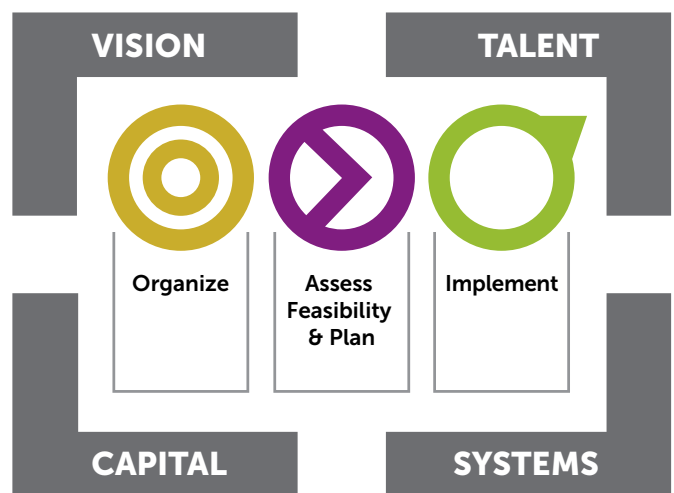 VISION
TALENT
Organize
Assess
Feasibility
& Plan
Implement
CAPITAL
SYSTEMS